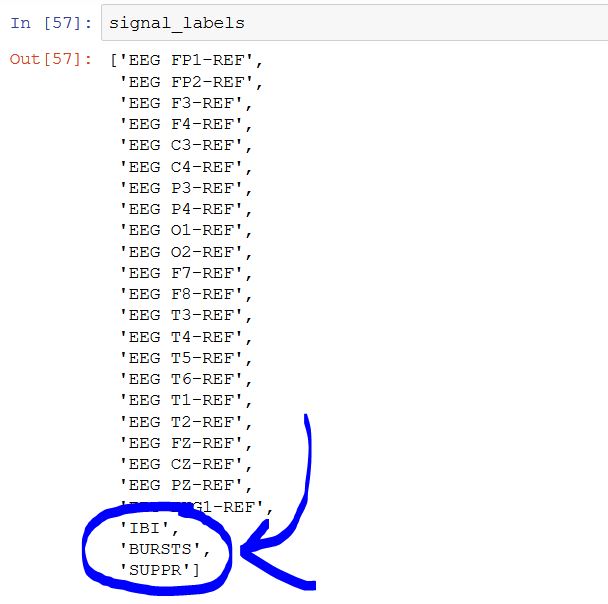 In [57]: signal_labels
Out[57]: ['EEG FP1-REF',
'EEG FP2-REF',
'EEG F3-REF',
'EEG F4-REF',
'EEG C3-REF',
'EEG C4-REF',
'EEG P3-REF',
'EEG P4-REF',
'EEG O1-REF',
'EEG O2-REF',
'EEG F7-REF',
'EEG F8-REF',
'EEG T3-REF',
'EEG T4-REF',
'EEG T5-REF',
'EEG T6-REF',
'EEG T1-REF',
'EEG T2-REF',
'EEG FZ-REF',
'EEG CZ-REF',
'EEG PZ-REF',
G1-REF',
'IBI',
'BURSTS',
'SUPPR']